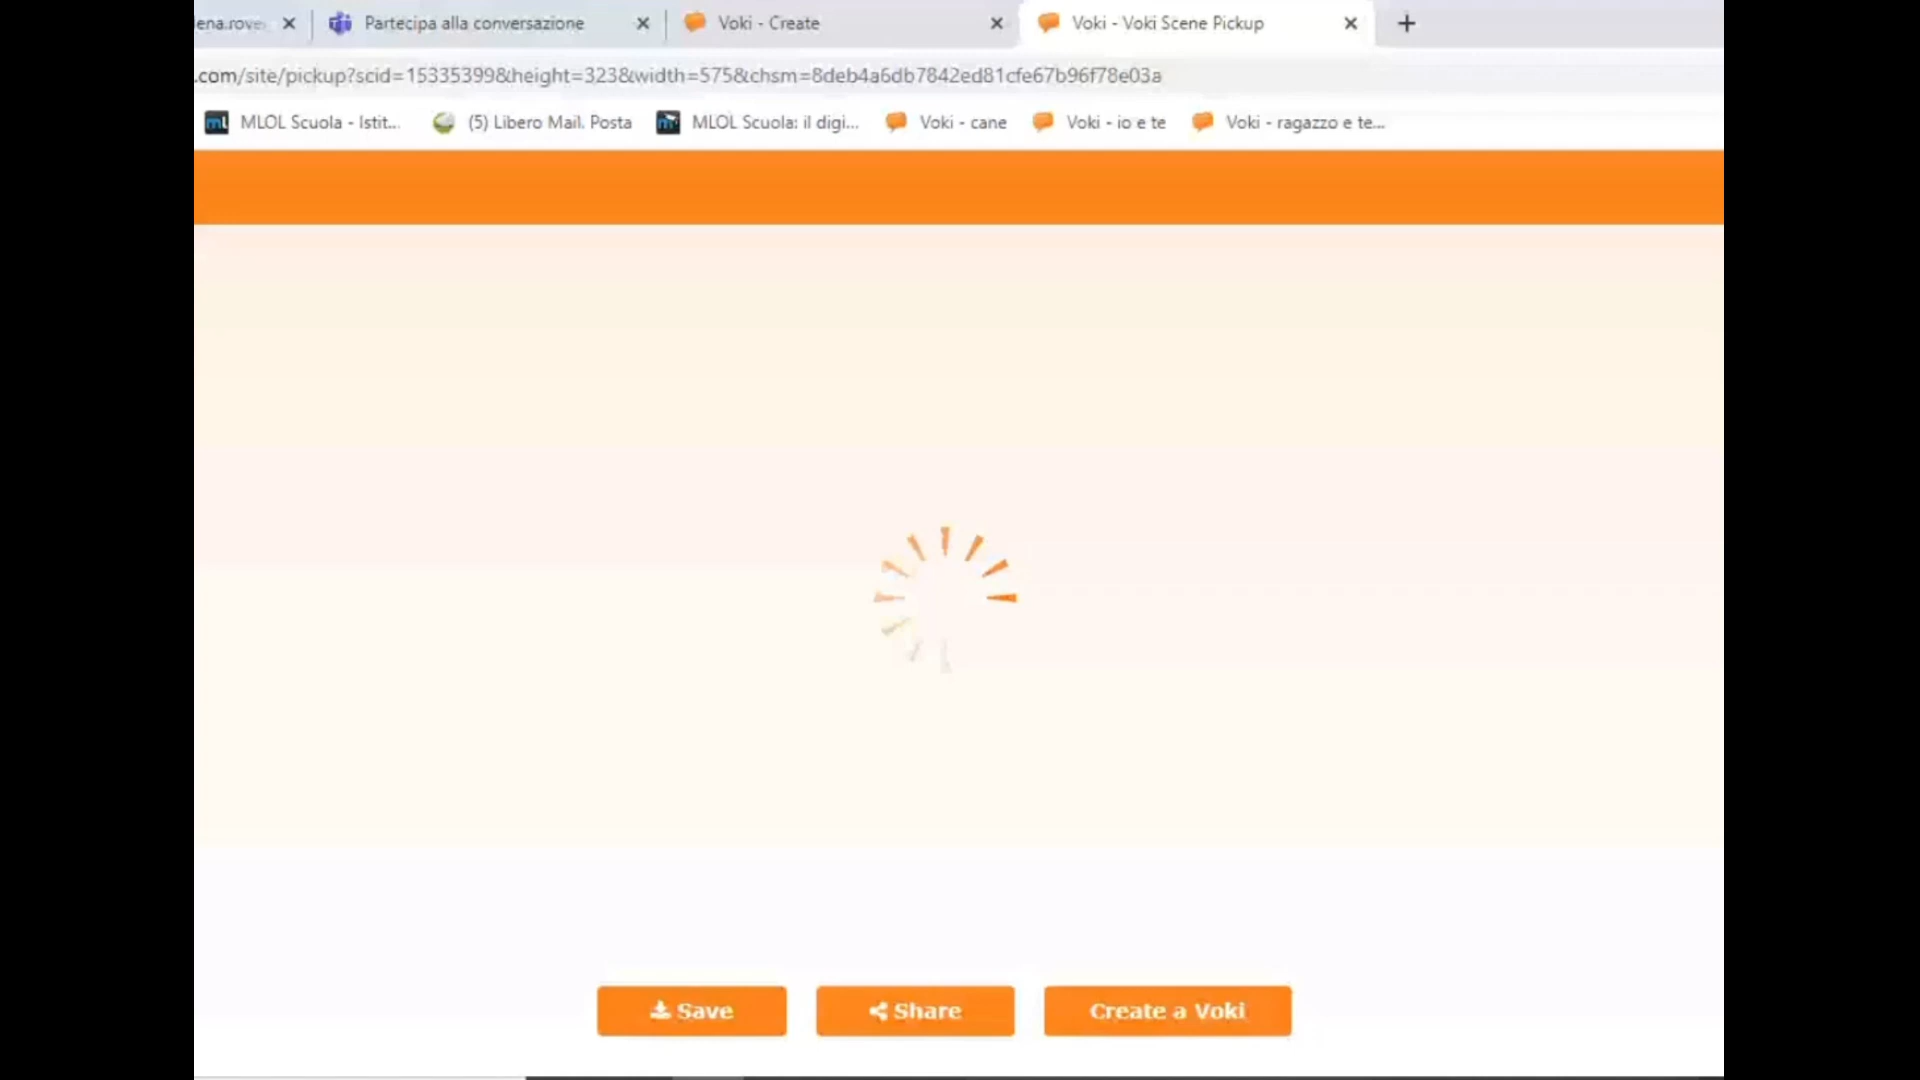 ena.rove
Partecipa alla conversazione
Voki - Create
Voki - Voki Scene Pickup
.com/site/pickup?scid=15335399&height=323&width=575&chsm=8deb4a6db7842ed81cfe67b96f78e03a
ml MLOL Scuola - Istit...
(5) Libero Mail. Posta
MLOL Scuola: il digi...
Voki - cane
Voki - io e te
Voki - ragazzo e te...
Save
Share
Create a Voki